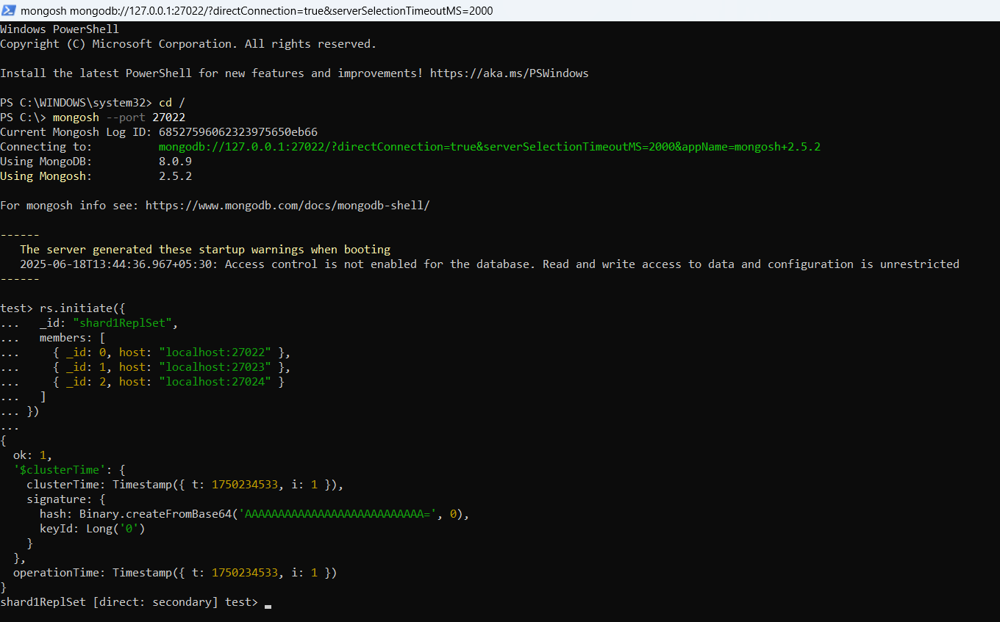 mongosh mongodb://127.0.0.1:27022/?directConnection=true&serverSelectionTimeoutMS=2000
Windows PowerShell
Copyright (C) Microsoft Corporation. All rights reserved.
Install the latest PowerShell for new features and improvements! https://aka.ms/PSWindows
PS C:\WINDOWS\system32> cd /
PS C:\> mongosh --port 27022
Current Mongosh Log ID: 68527596062323975650eb66
Connecting to:          mongodb://127.0.0.1:27022/?directConnection=true&serverSelectionTimeoutMS=2000&appName=mongosh+2.5.2
Using MongoDB:          8.0.9
Using Mongosh:          2.5.2
For mongosh info see: https://www.mongodb.com/docs/mongodb-shell/
------
   The server generated these startup warnings when booting
   2025-06-18T13:44:36.967+05:30: Access control is not enabled for the database. Read and write access to data and configuration is unrestricted
------
test> rs.initiate({
...   _id: "shard1ReplSet",
...   members: [
...     { _id: 0, host: "localhost:27022" },
...     { _id: 1, host: "localhost:27023" },
...     { _id: 2, host: "localhost:27024" }
...   ]
... })
...
{
  ok: 1,
  '$clusterTime': {
    clusterTime: Timestamp({ t: 1750234533, i: 1 }),
    signature: {
      hash: Binary.createFromBase64('AAAAAAAAAAAAAAAAAAAAAAAAAAA=', 0),
      keyId: Long('0')
    }
  },
  operationTime: Timestamp({ t: 1750234533, i: 1 })
}
shard1ReplSet [direct: secondary] test>